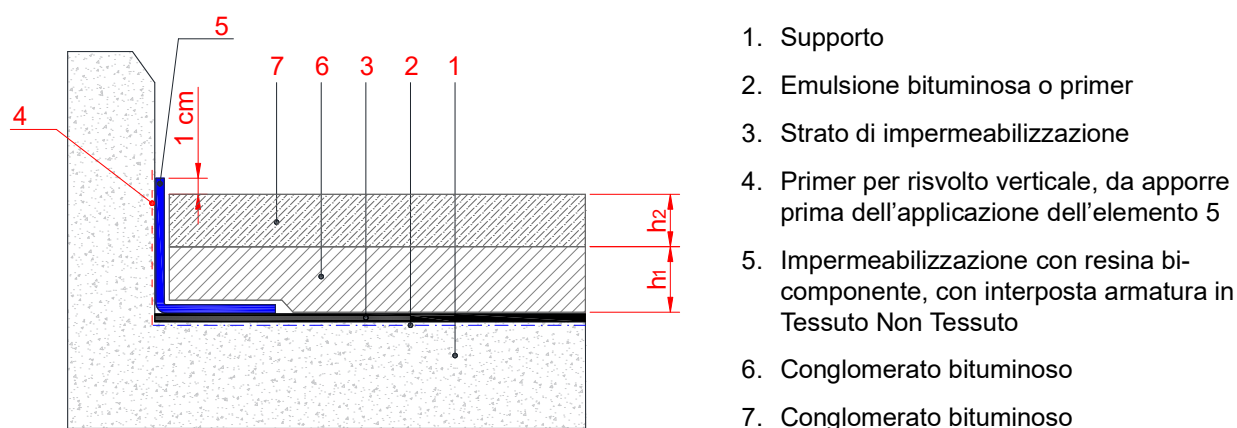 5
7 6 3 2 1
4
1 cm
h2
h1
1. Supporto
2. Emulsione bituminosa o primer
3. Strato di impermeabilizzazione
4. Primer per risvolto verticale, da apporre
prima dell'applicazione dell'elemento 5
5. Impermeabilizzazione con resina bi-
componente, con interposta armatura in
Tessuto Non Tessuto
6. Conglomerato bituminoso
7. Conglomerato bituminoso